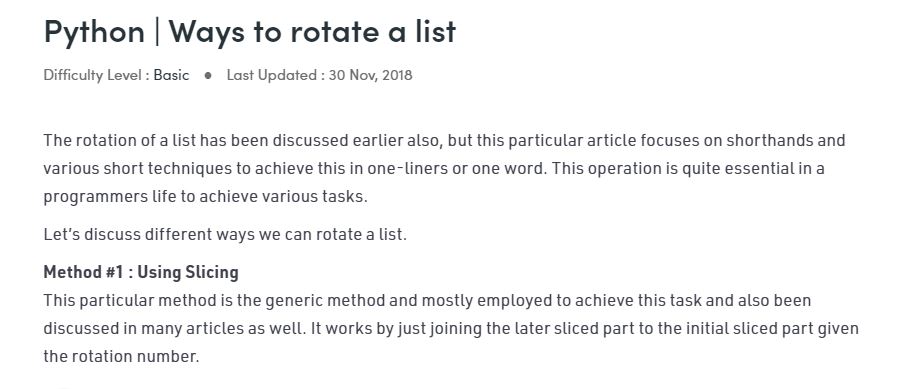 Python | Ways to rotate a list
Difficulty Level : Basic ● Last Updated : 30 Nov, 2018
The rotation of a list has been discussed earlier also, but this particular article focuses on shorthands and
various short techniques to achieve this in one-liners or one word. This operation is quite essential in a
programmers life to achieve various tasks.
Let's discuss different ways we can rotate a list.
Method #1 : Using Slicing
This particular method is the generic method and mostly employed to achieve this task and also been
discussed in many articles as well. It works by just joining the later sliced part to the initial sliced part given
the rotation number.